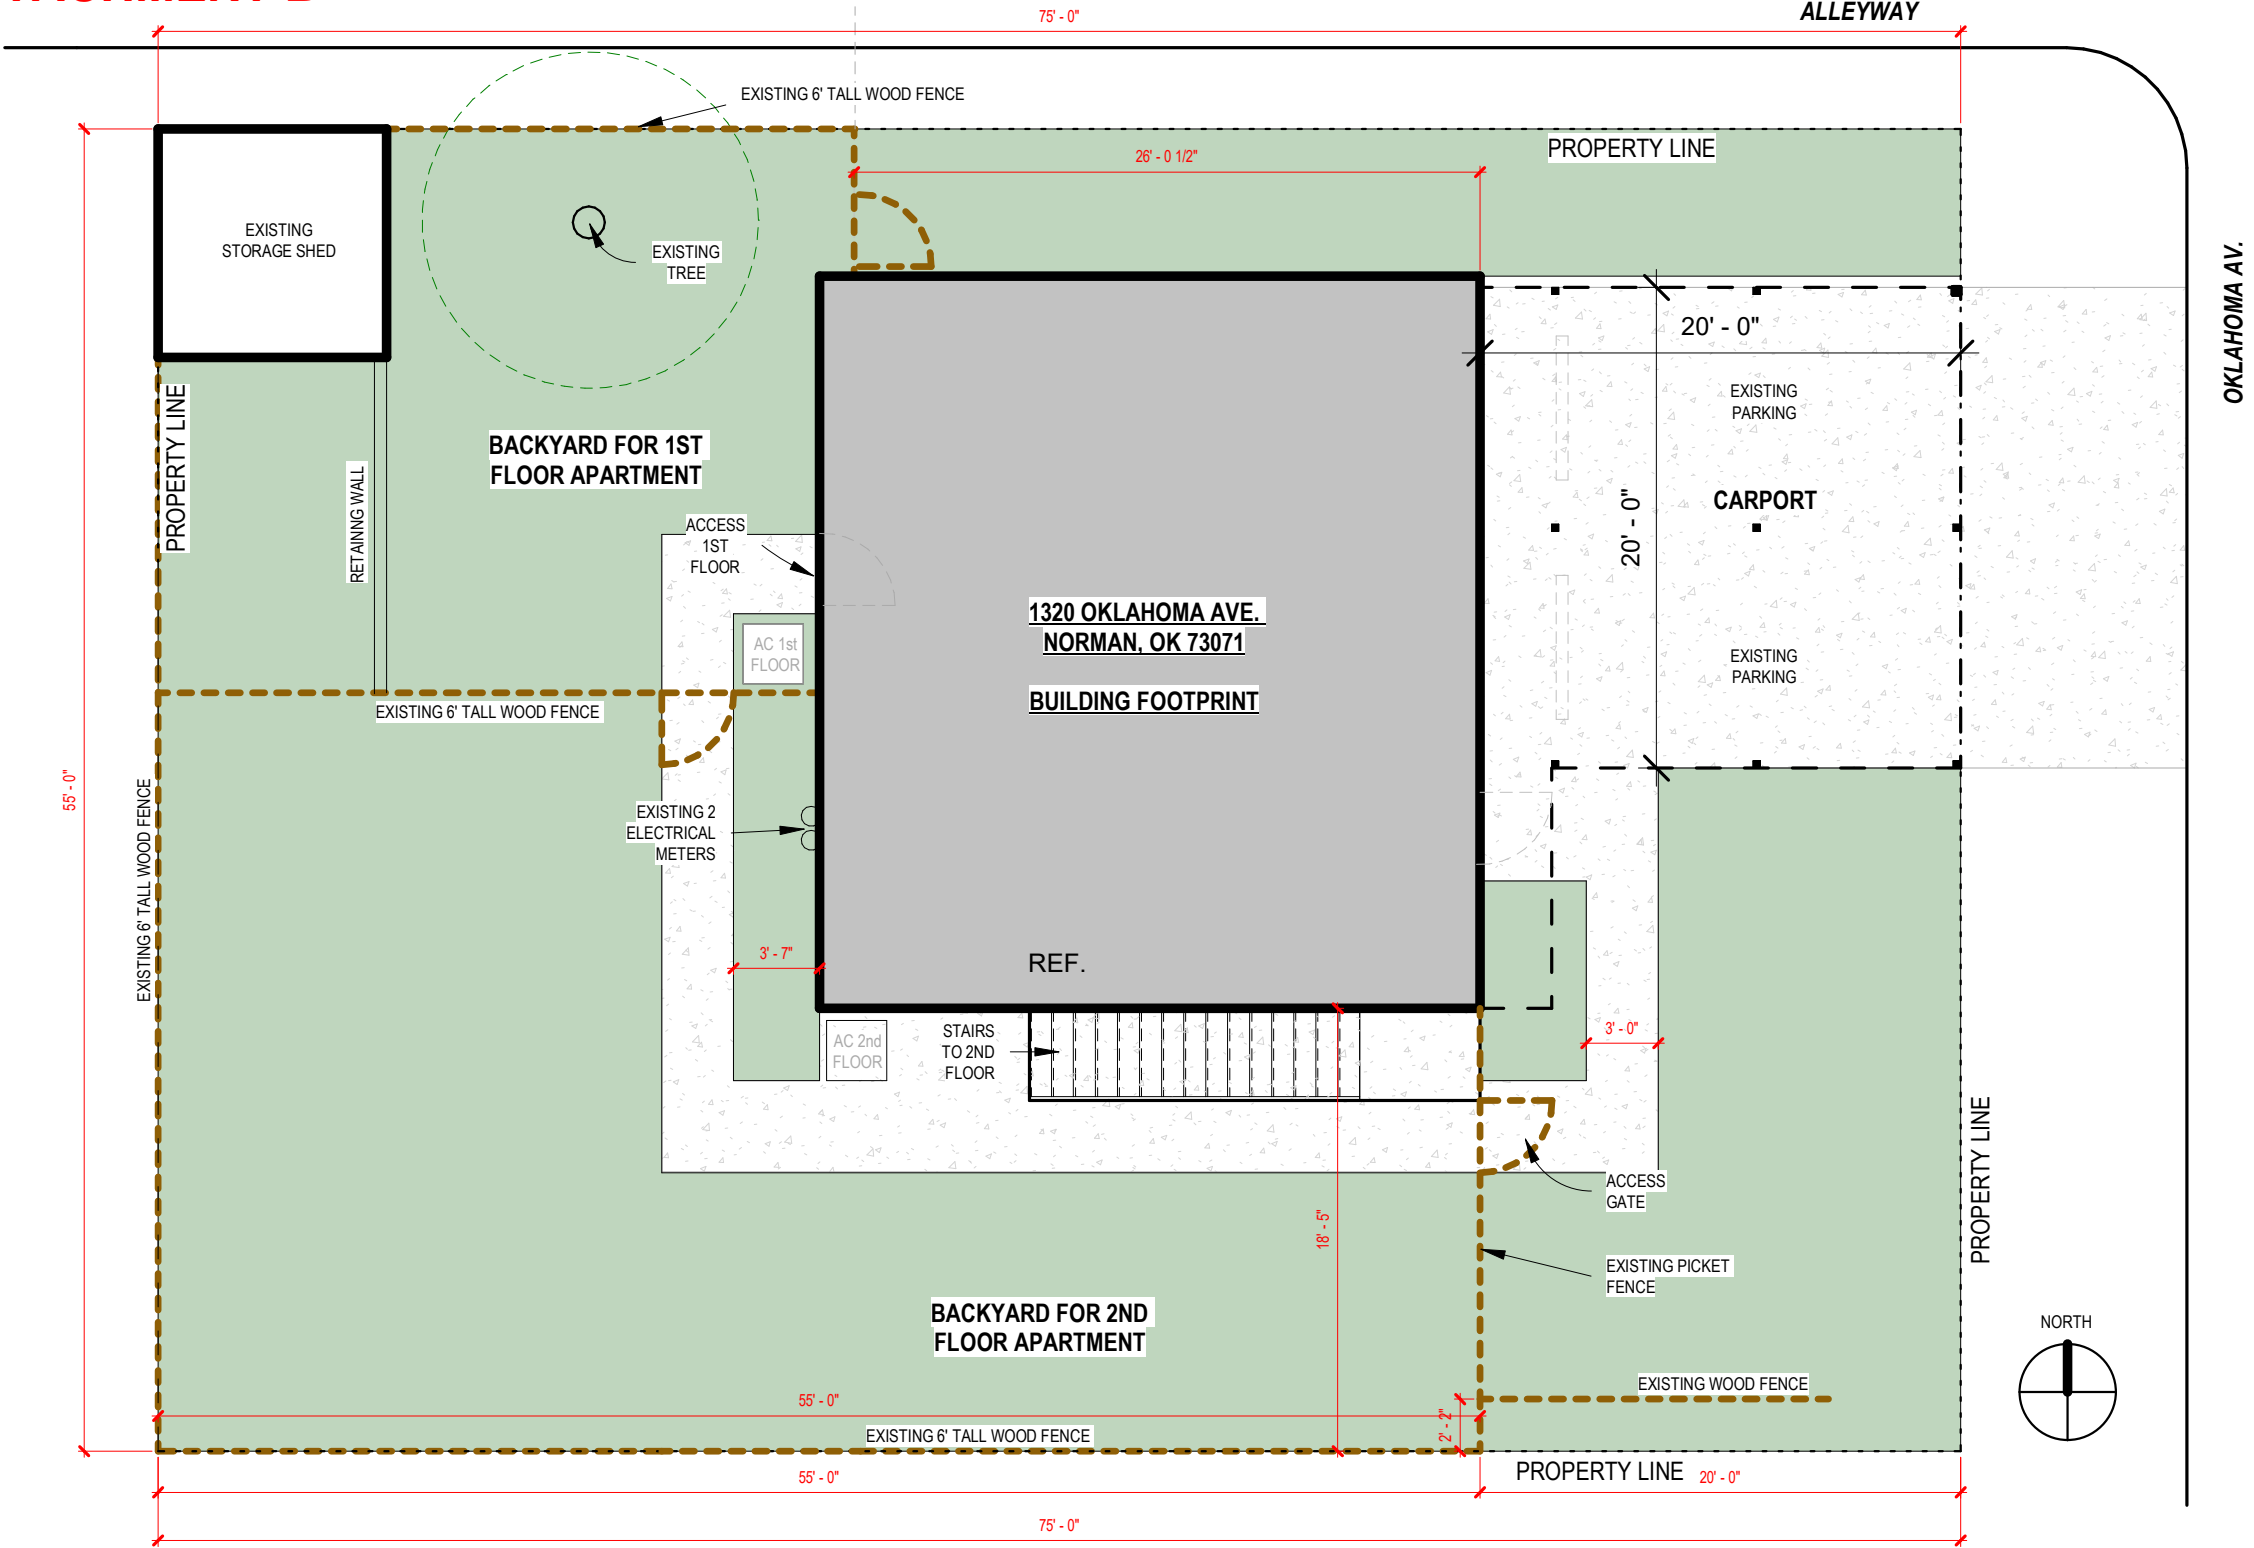 75' - 0"
ALLEYWAY
EXISTING 6' TALL WOOD FENCE
PROPERTY LINE
26' - 0 1/2"
EXISTING
STORAGE SHED
EXISTING
TREE
OKLAHOMA AV.
20' - 0"
EXISTING
PARKING
PROPERTY LINE
BACKYARD FOR 1ST
FLOOR APARTMENT
RETAINING WALL
20' - 0"
CARPORT
ACCESS
1ST
FLOOR
1320 OKLAHOMA AVE.
NORMAN, OK 73071
BUILDING FOOTPRINT
AC 1st
FLOOR
EXISTING
PARKING
EXISTING 6' TALL WOOD FENCE
55' - 0"
EXISTING 6' TALL WOOD FENCE
EXISTING 2
ELECTRICAL
METERS
3' - 7"
REF.
AC 2nd
FLOOR
STAIRS
TO 2ND
FLOOR
3' - 0"
PROPERTY LINE
ACCESS
GATE
18' - 5"
EXISTING PICKET
FENCE
BACKYARD FOR 2ND
FLOOR APARTMENT
NORTH
EXISTING WOOD FENCE
55' - 0"
2' - 2"
EXISTING 6' TALL WOOD FENCE
55' - 0"
PROPERTY LINE
20' - 0"
75' - 0"